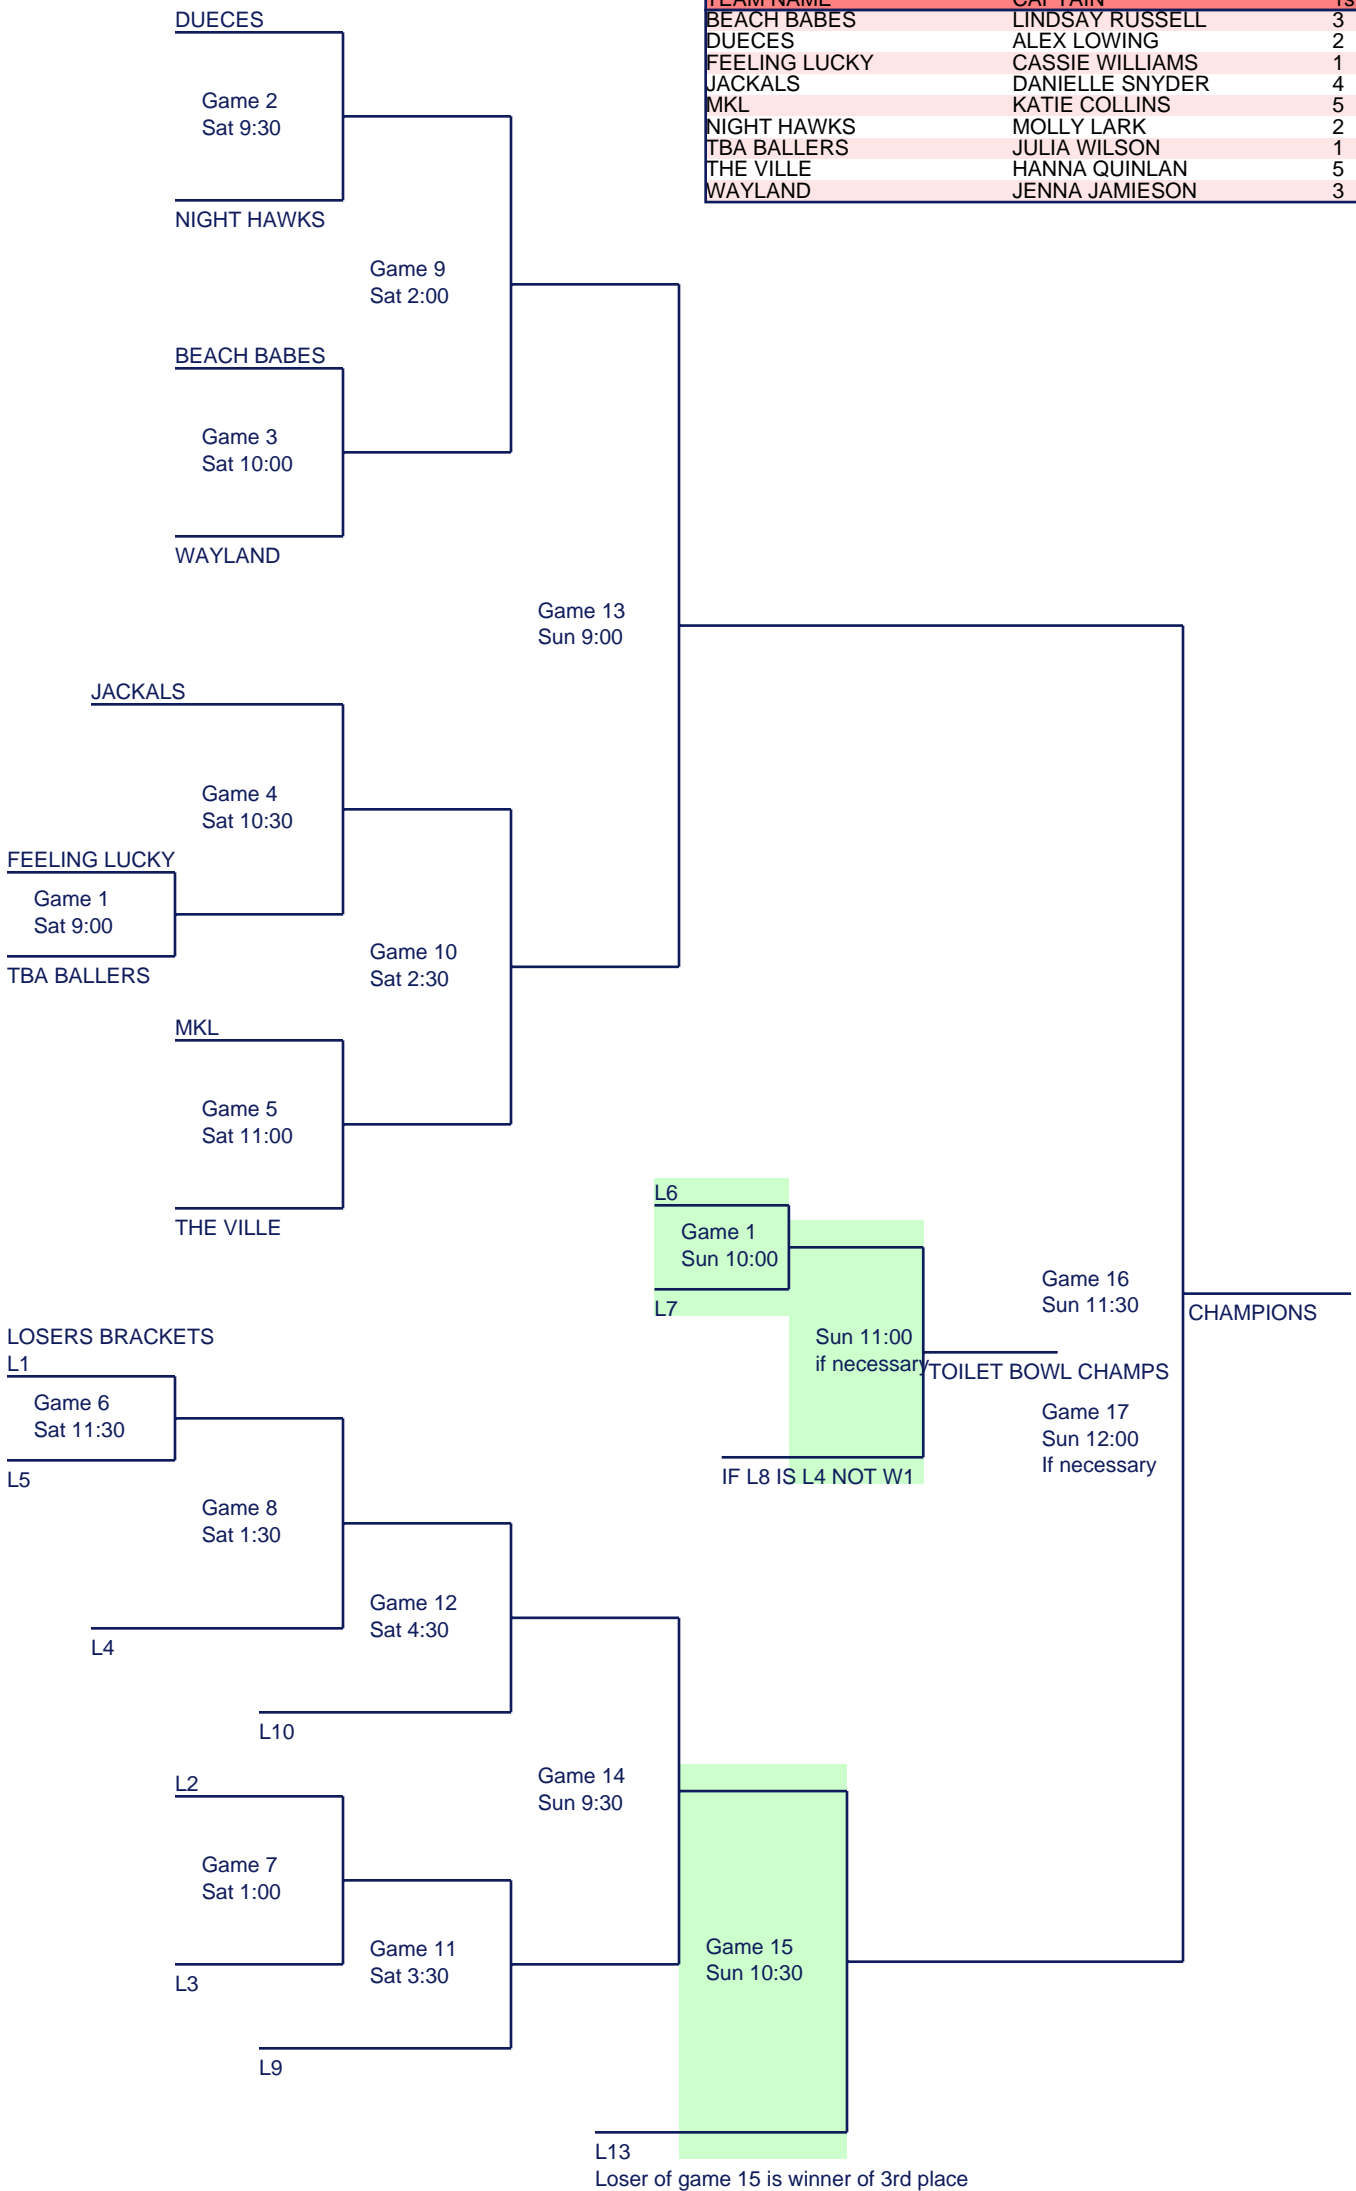 TEAM NAME CAPTAIN
BEACH BABES LINDSAY RUSSELL 3
DUECES ALEX LOWING 2
FEELING LUCKY CASSIE WILLIAMS 1
JACKALS DANIELLE SNYDER 4
MKL KATIE COLLINS 5
NIGHT HAWKS MOLLY LARK 2
TBA BALLERS JULIA WILSON 1
THE VILLE HANNA QUINLAN 5
WAYLAND JENNA JAMIESON 3
DUECES
Game 2
Sat 9:30
NIGHT HAWKS
Game 9
Sat 2:00
BEACH BABES
Game 3
Sat 10:00
WAYLAND
Game 13
Sun 9:00
JACKALS
Game 4
Sat 10:30
FEELING LUCKY
Game 1
Sat 9:00
TBA BALLERS
Game 10
Sat 2:30
MKL
Game 5
Sat 11:00
THE VILLE
L6
Game 1
Sun 10:00
L7
Sun 11:00
if necessary
TOILET BOWL CHAMPS
IF L8 IS L4 NOT W1
Game 16
Sun 11:30
CHAMPIONS
Game 17
Sun 12:00
If necessary
LOSERS BRACKETS
L1
Game 6
Sat 11:30
L5
Game 8
Sat 1:30
L4
Game 12
Sat 4:30
L10
Game 14
Sun 9:30
L2
Game 7
Sat 1:00
L3
Game 11
Sat 3:30
L9
Game 15
Sun 10:30
L13
Loser of game 15 is winner of 3rd place